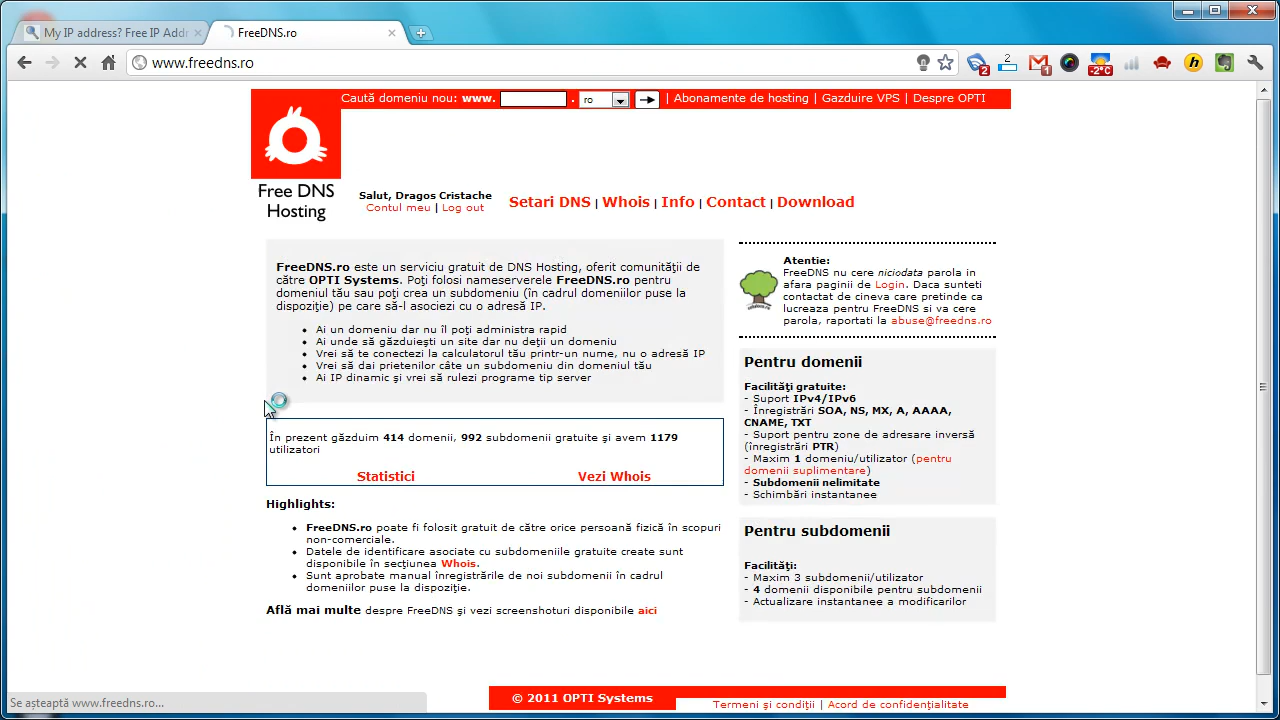 My IP address? Free IP Addr
FreeDNS.ro
www.freedns.ro
2
2
1
-2°C
h
Caută domeniu nou: www. . ro | Abonamente de hosting | Gazduire VPS | Despre OPTI
Free DNS
Hosting
Salut, Dragos Cristache
Contul meu | Log out
Setari DNS | Whois | Info | Contact | Download
FreeDNS.ro este un serviciu gratuit de DNS Hosting, oferit comunităţii de
către OPTI Systems. Poţi folosi nameserverele FreeDNS.ro pentru
domeniul tău sau poţi crea un subdomeniu (în cadrul domeniilor puse la
dispoziţie) pe care să-l asociezi cu o adresă IP.
• Ai un domeniu dar nu îl poţi administra rapid
• Ai unde să găzduieşti un site dar nu deţii un domeniu
• Vrei să te conectezi la calculatorul tău printr-un nume, nu o adresă IP
• Vrei să dai prietenilor câte un subdomeniu din domeniul tău
• Ai IP dinamic şi vrei să rulezi programe tip server
În prezent găzduim 414 domenii, 992 subdomenii gratuite şi avem 1179
utilizatori
Statistici Vezi Whois
Highlights:
• FreeDNS.ro poate fi folosit gratuit de către orice persoană fizică în scopuri
non-comerciale.
• Datele de identificare asociate cu subdomeniile gratuite create sunt
disponibile în secţiunea Whois.
• Sunt aprobate manual înregistrările de noi subdomenii în cadrul
domeniilor puse la dispoziţie.
Află mai multe despre FreeDNS şi vezi screenshoturi disponibile aici
Atentie:
FreeDNS nu cere niciodata parola in
afara paginii de Login. Daca sunteti
contactat de cineva care pretinde ca
lucreaza pentru FreeDNS si va cere
parola, raportati la abuse@freedns.ro
Pentru domenii
Facilităţi gratuite:
- Suport IPv4/IPv6
- Înregistrări SOA, NS, MX, A, AAAA,
CNAME, TXT
- Suport pentru zone de adresare inversă
(înregistrări PTR)
- Maxim 1 domeniu/utilizator (pentru
domenii suplimentare)
- Subdomenii nelimitate
- Schimbări instantanee
Pentru subdomenii
Facilităţi:
- Maxim 3 subdomenii/utilizator
- 4 domenii disponibile pentru subdomenii
- Actualizare instantanee a modificarilor
© 2011 OPTI Systems
Termeni şi condiţii | Acord de confidenţialitate
Se aşteaptă www.freedns.ro...